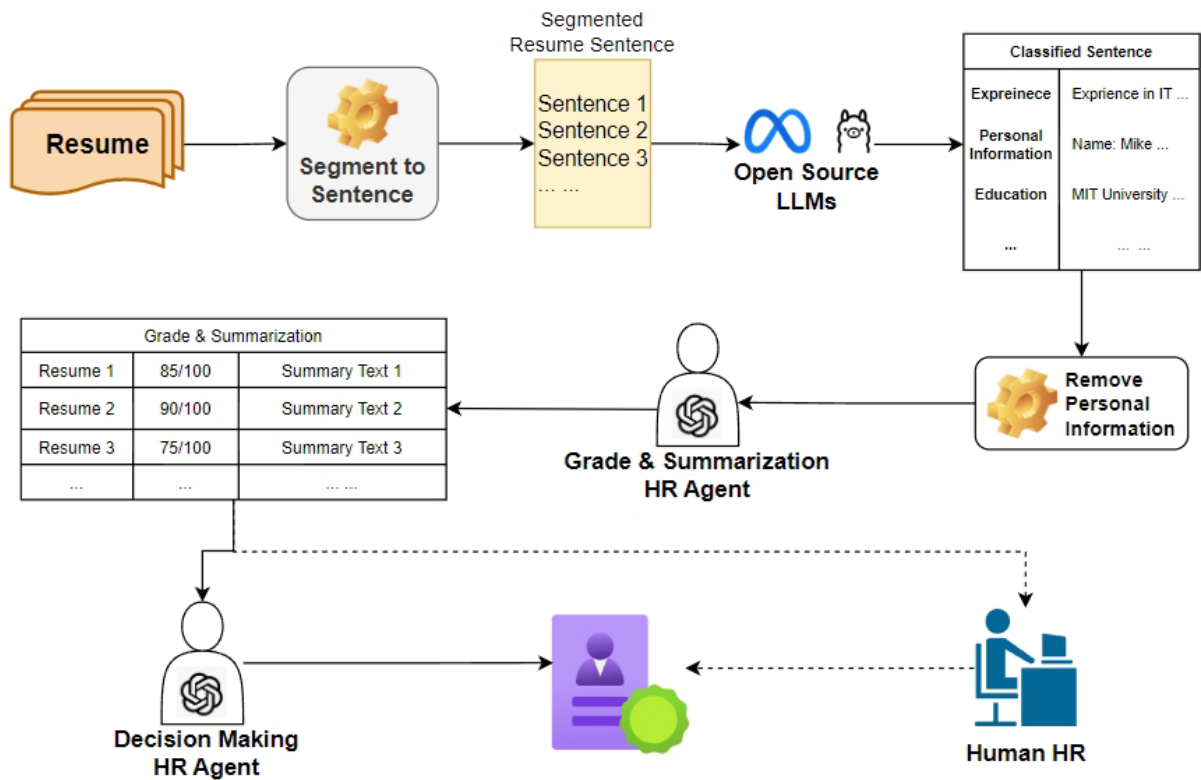 Segmented
Resume Sentence
Resume
Segment to
Sentence
Sentence 1
Sentence 2
Sentence 3
... ...
Open Source
LLMs
Classified Sentence
Expreinece
Exprience in IT ...
Personal
Information
Name: Mike ...
Education
MIT University ...
...
... ...
Grade & Summarization
Resume 1
85/100
Summary Text 1
Resume 2
90/100
Summary Text 2
Resume 3
75/100
Summary Text 3
...
...
... ...
Grade & Summarization
HR Agent
Remove
Personal
Information
Decision Making
HR Agent
Human HR